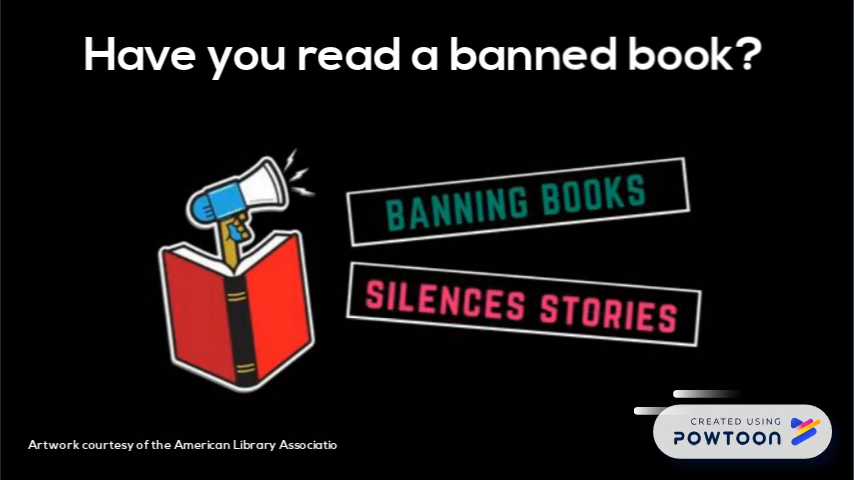 Have you read a banned book?
BANNING BOOKS
SILENCES STORIES
Artwork courtesy of the American Library Associatio
CREATED USING
POWTOON